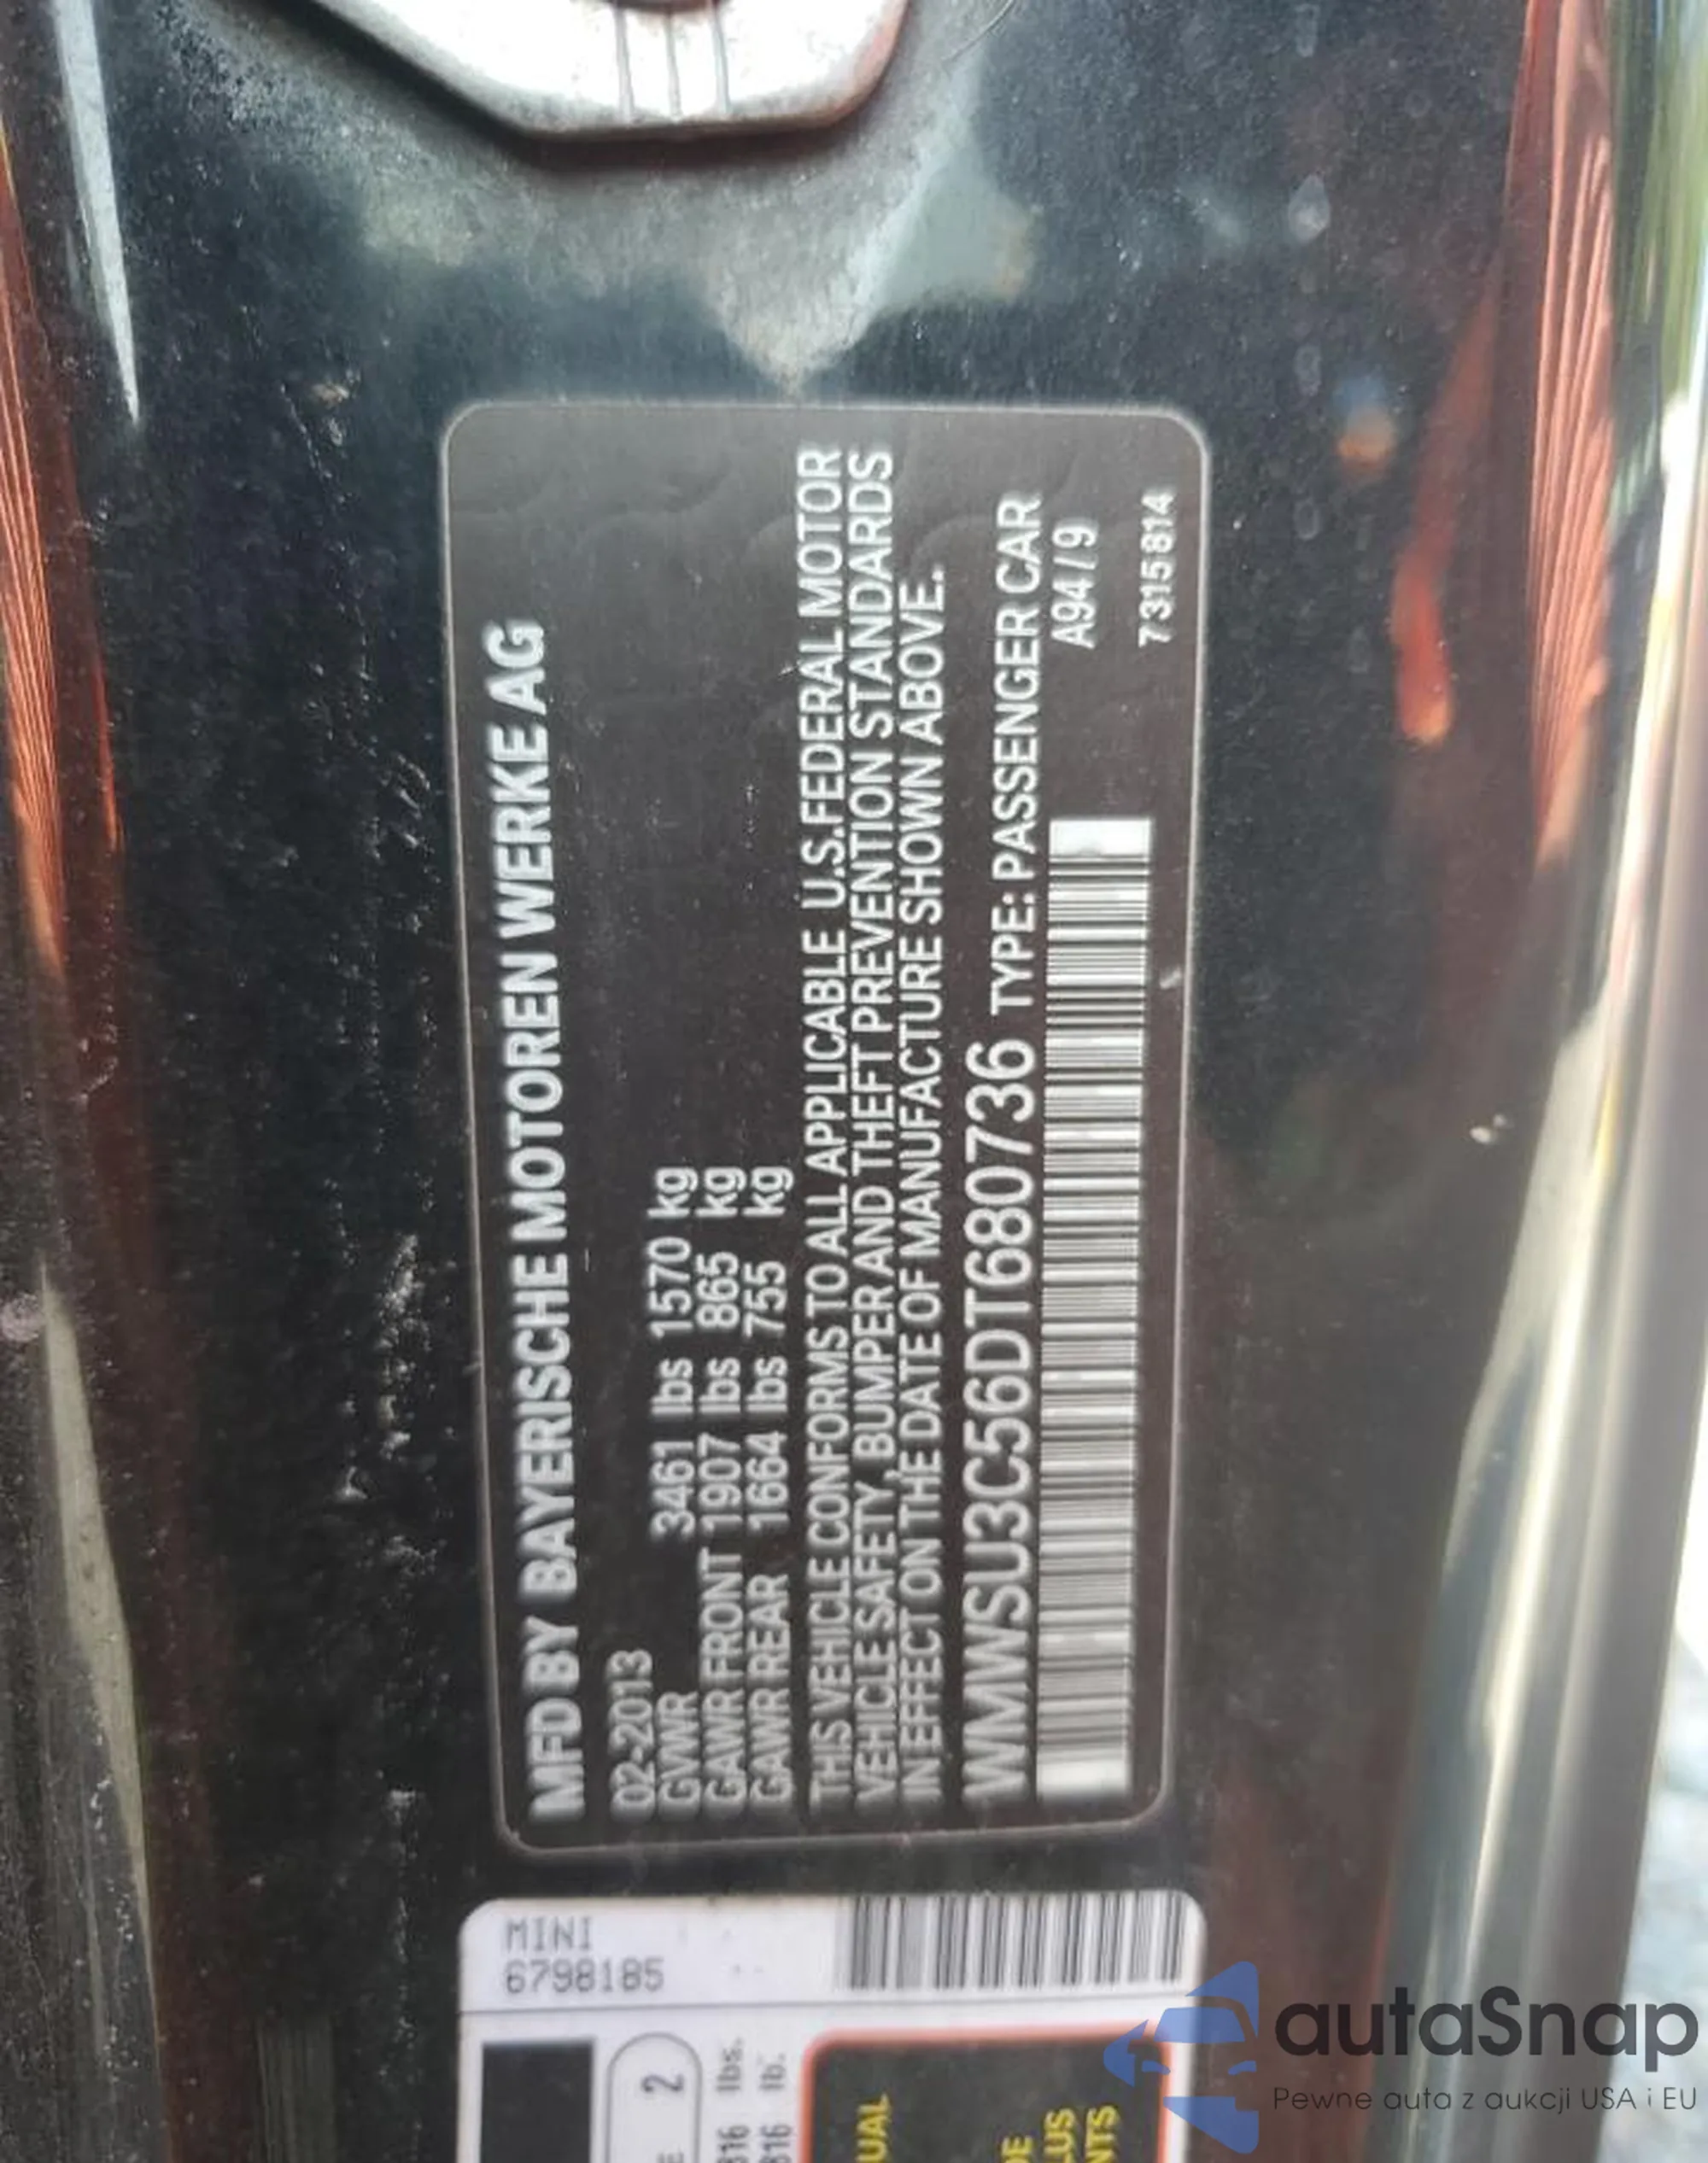 MFD BY BAYERISCHE MOTOREN WERKE AG
02-2013
GVWR 3461 lbs 1570 kg
GAWR FRONT 1907 lbs 865 kg
GAWR REAR 1664 lbs 755 kg
THIS VEHICLE CONFORMS TO ALL APPLICABLE U.S.FEDERAL MOTOR
VEHICLE SAFETY, BUMPER AND THEFT PREVENTION STANDARDS
IN EFFECT ON THE DATE OF MANUFACTURE SHOWN ABOVE.
WMWSU3C56DT680736 TYPE: PASSENGER CAR
A94/9
7315814
MINI
6798185
2
816 lbs.
816 lb.
autaSnap
Pewne auta z aukcji USA i EU